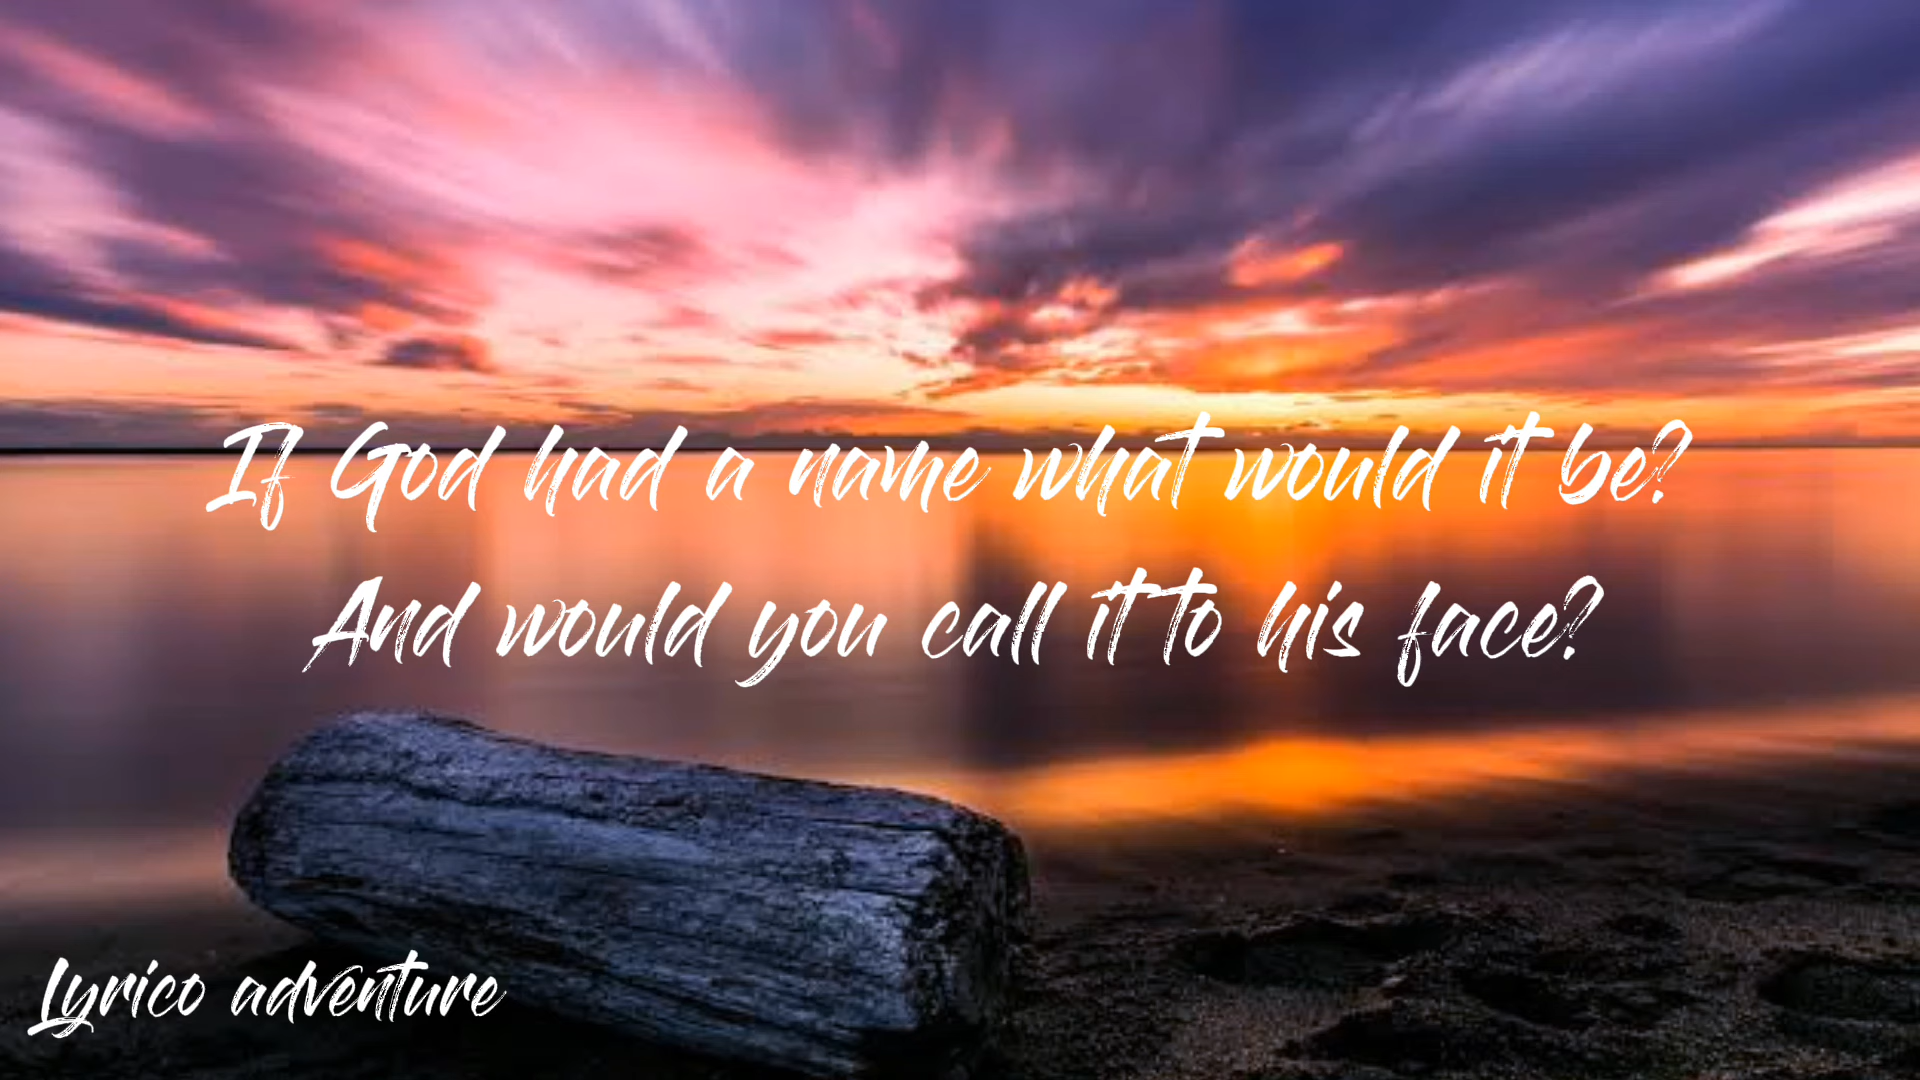 If God had a name what would it be?
And would you call it to his face?
Lyrico adventure